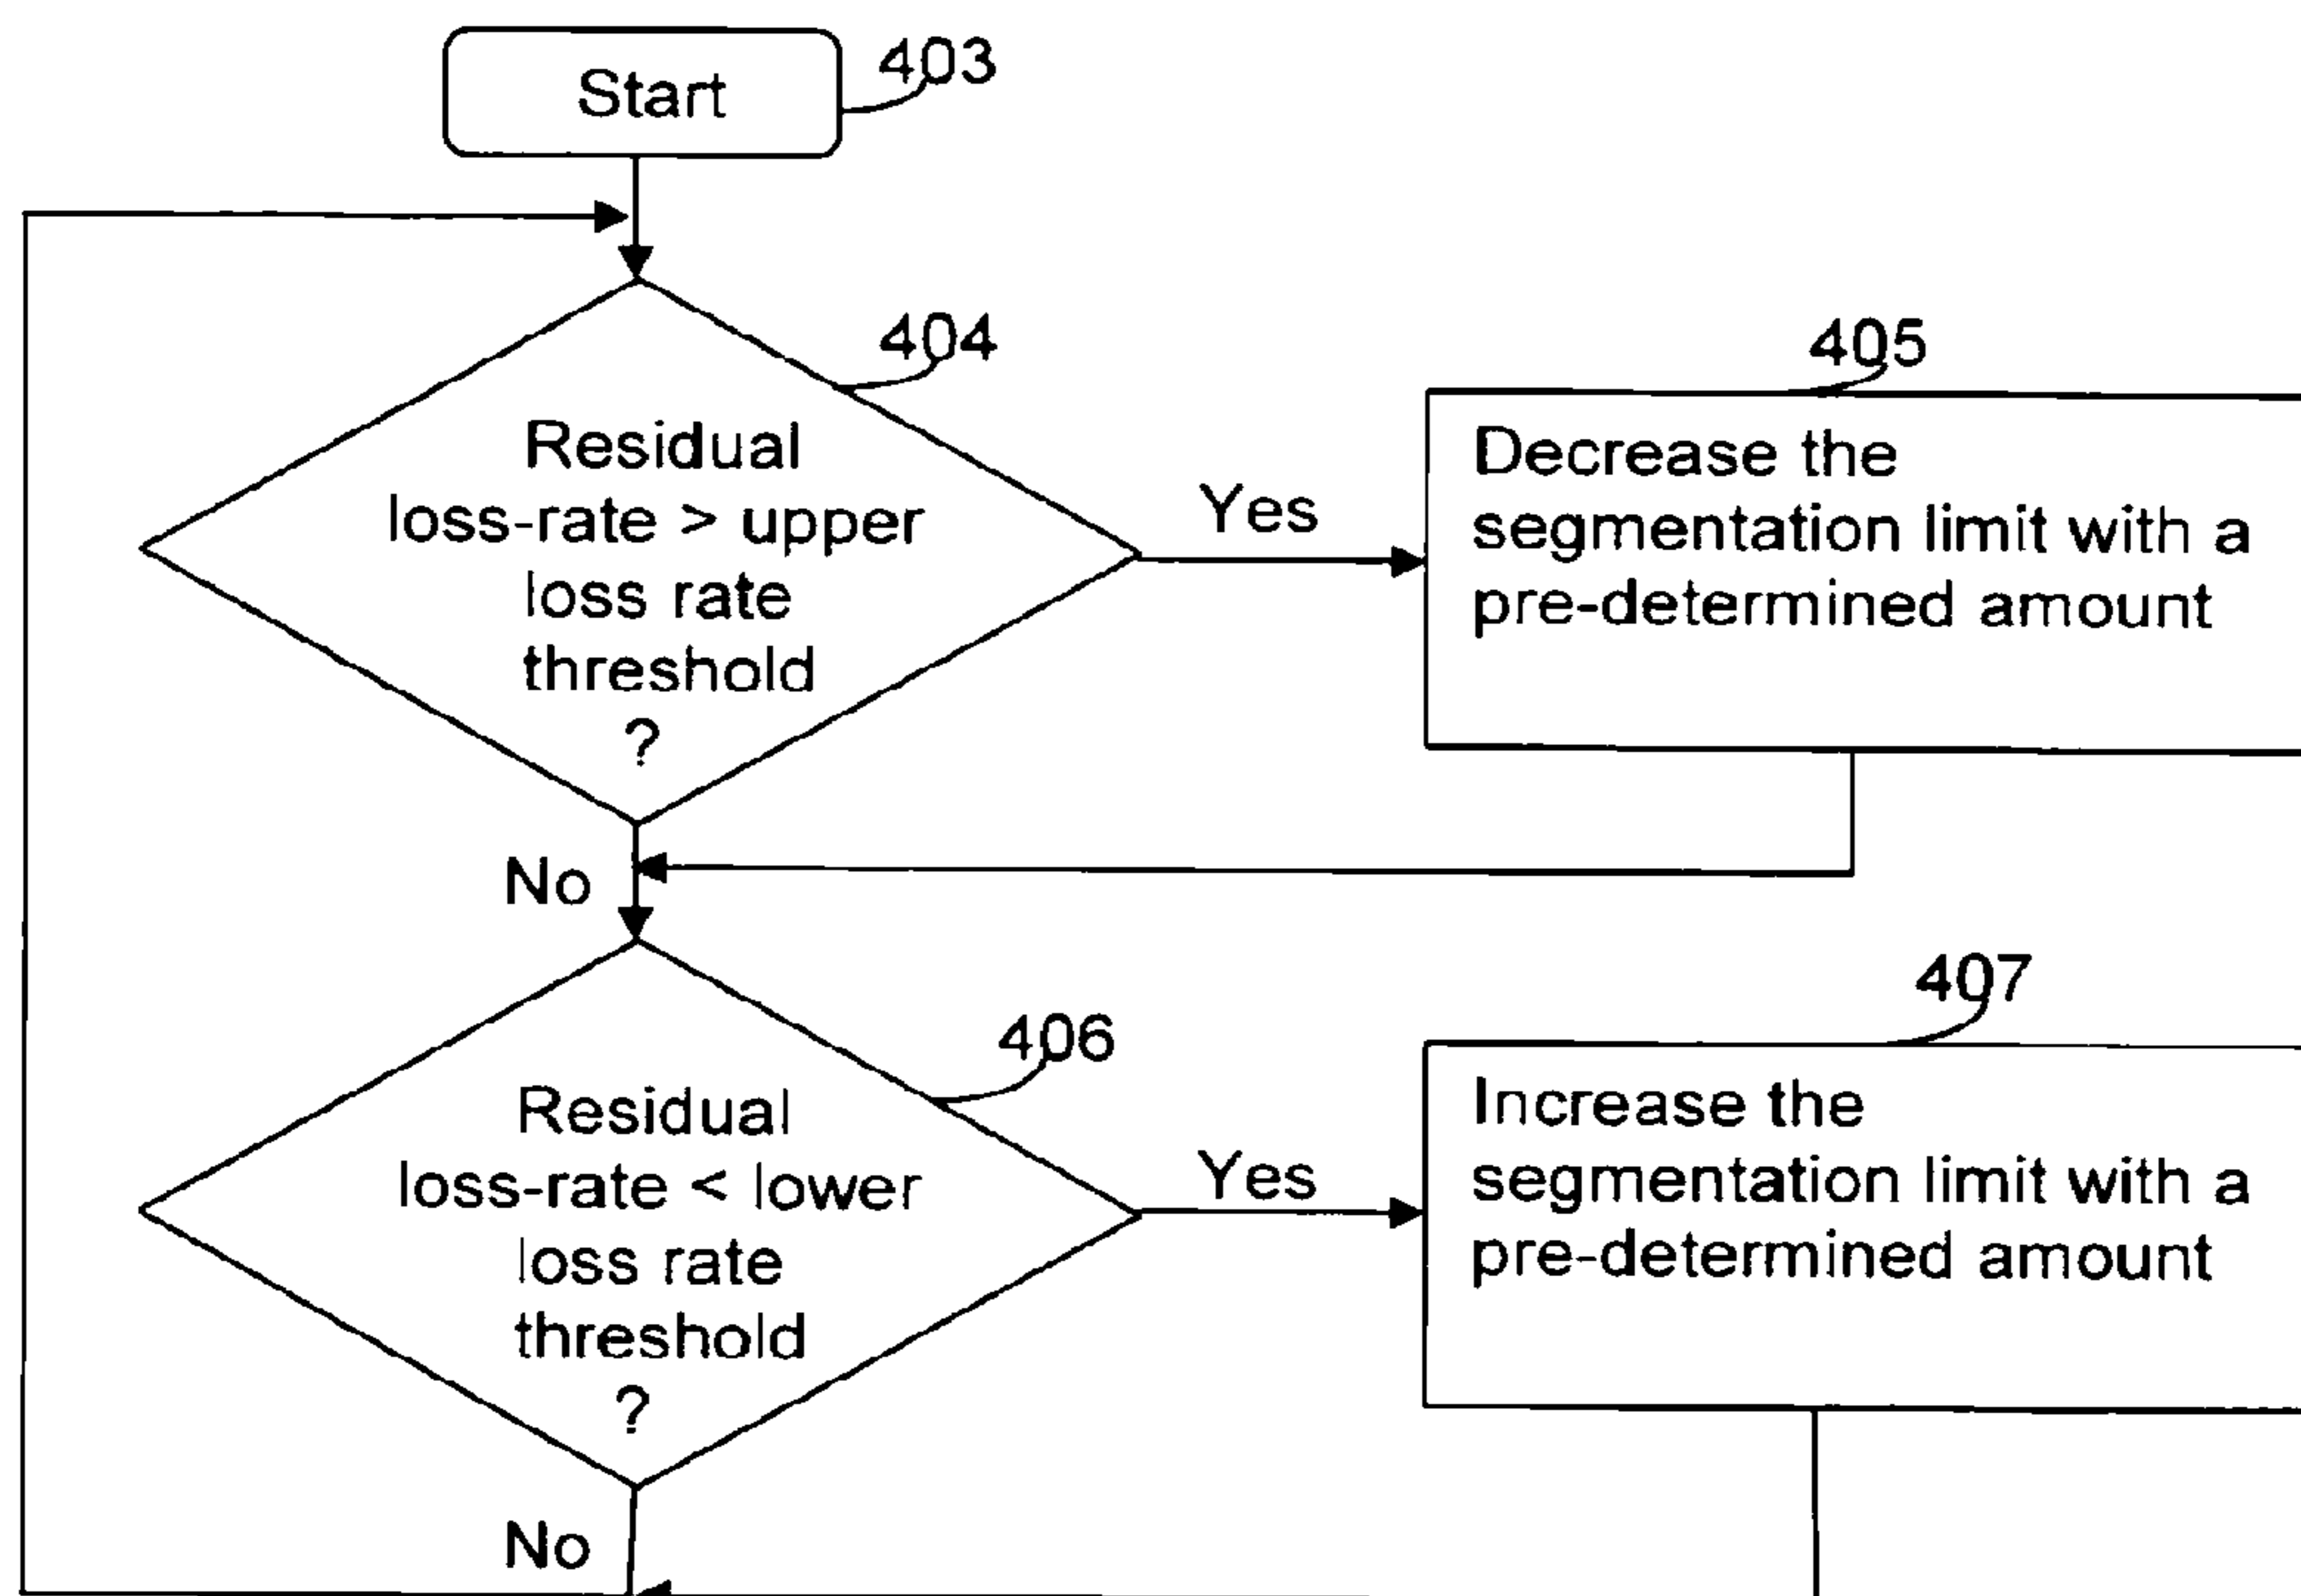 Start
403
404
Residual
loss-rate > upper
loss rate
threshold
?
Yes
405
Decrease the
segmentation limit with a
pre-determined amount
No
406
Residual
loss-rate < lower
loss rate
threshold
?
Yes
407
Increase the
segmentation limit with a
pre-determined amount
No